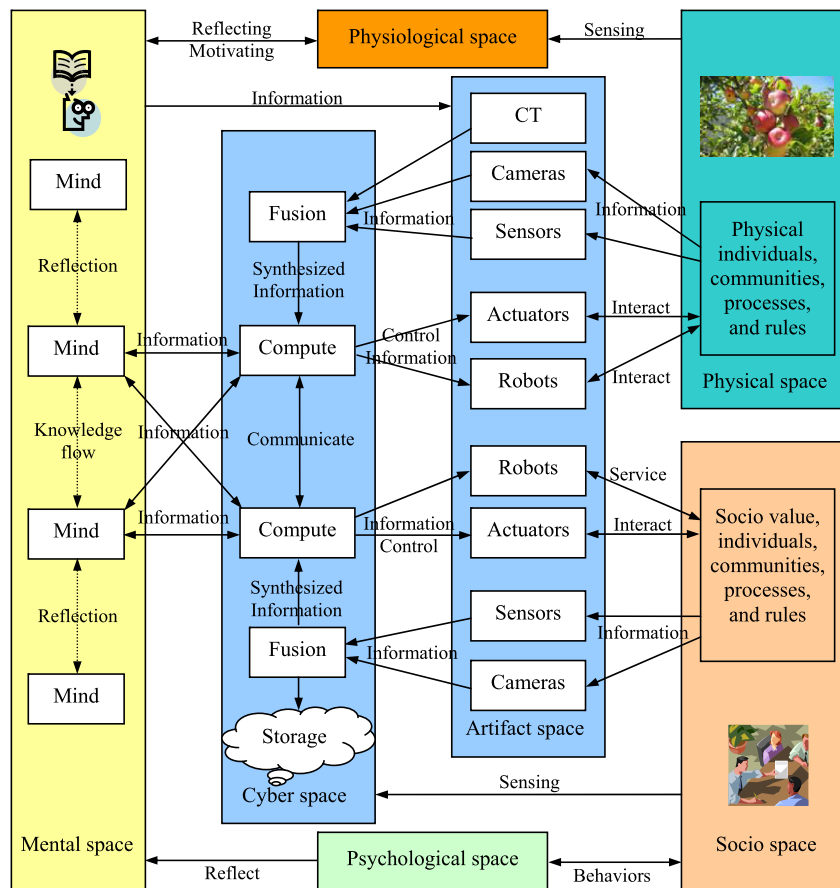 Reflecting
Motivating
Physiological space
Sensing
Information
CT
Cameras
Mind
Fusion
Information
Information
Sensors
Physical
individuals,
communities,
processes,
and rules
Reflection
Synthesized
Information
Actuators
Interact
Mind
Information
Compute
Control
Information
Robots
Interact
Physical space
Knowledge
flow
Information
Communicate
Robots
Service
Mind
Information
Compute
Information
Control
Actuators
Interact
Socio value,
individuals,
communities,
processes,
and rules
Synthesized
Information
Reflection
Sensors
Information
Fusion
Information
Cameras
Mind
Storage
Artifact space
Sensing
Cyber space
Mental space
Socio space
Reflect
Psychological space
Behaviors